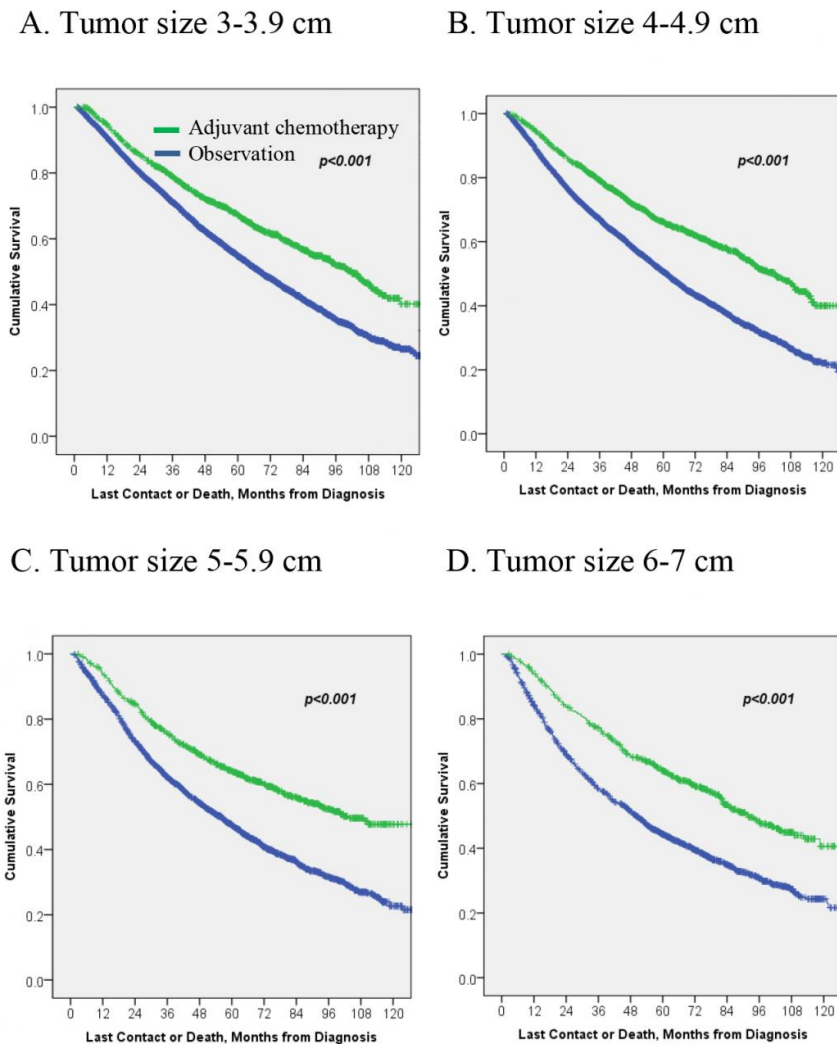 A. Tumor size 3-3.9 cm
Cumulative Survival
1.0
0.8
0.6
0.4
0.2
0.0
Adjuvant chemotherapy
Observation
p<0.001
0 12 24 36 48 60 72 84 96 108 120
Last Contact or Death, Months from Diagnosis
B. Tumor size 4-4.9 cm
Cumulative Survival
1.0
0.8
0.6
0.4
0.2
0.0
p<0.001
0 12 24 36 48 60 72 84 96 108 120
Last Contact or Death, Months from Diagnosis
C. Tumor size 5-5.9 cm
Cumulative Survival
1.0
0.8
0.6
0.4
0.2
0.0
p<0.001
0 12 24 36 48 60 72 84 96 108 120
Last Contact or Death, Months from Diagnosis
D. Tumor size 6-7 cm
Cumulative Survival
1.0
0.8
0.6
0.4
0.2
0.0
p<0.001
0 12 24 36 48 60 72 84 96 108 120
Last Contact or Death, Months from Diagnosis